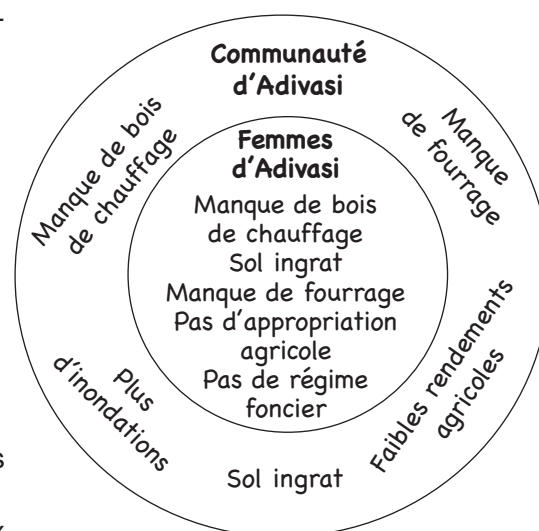 Communauté
d'Adivasi
Manque de bois
de chauffage
Manque
de fourrage
Femmes
d'Adivasi
Manque de bois
de chauffage
Sol ingrat
Manque de fourrage
Pas d'appropriation
agricole
Pas de régime
foncier
Plus
d'inondations
Sol ingrat
Faibles rendements
agricoles